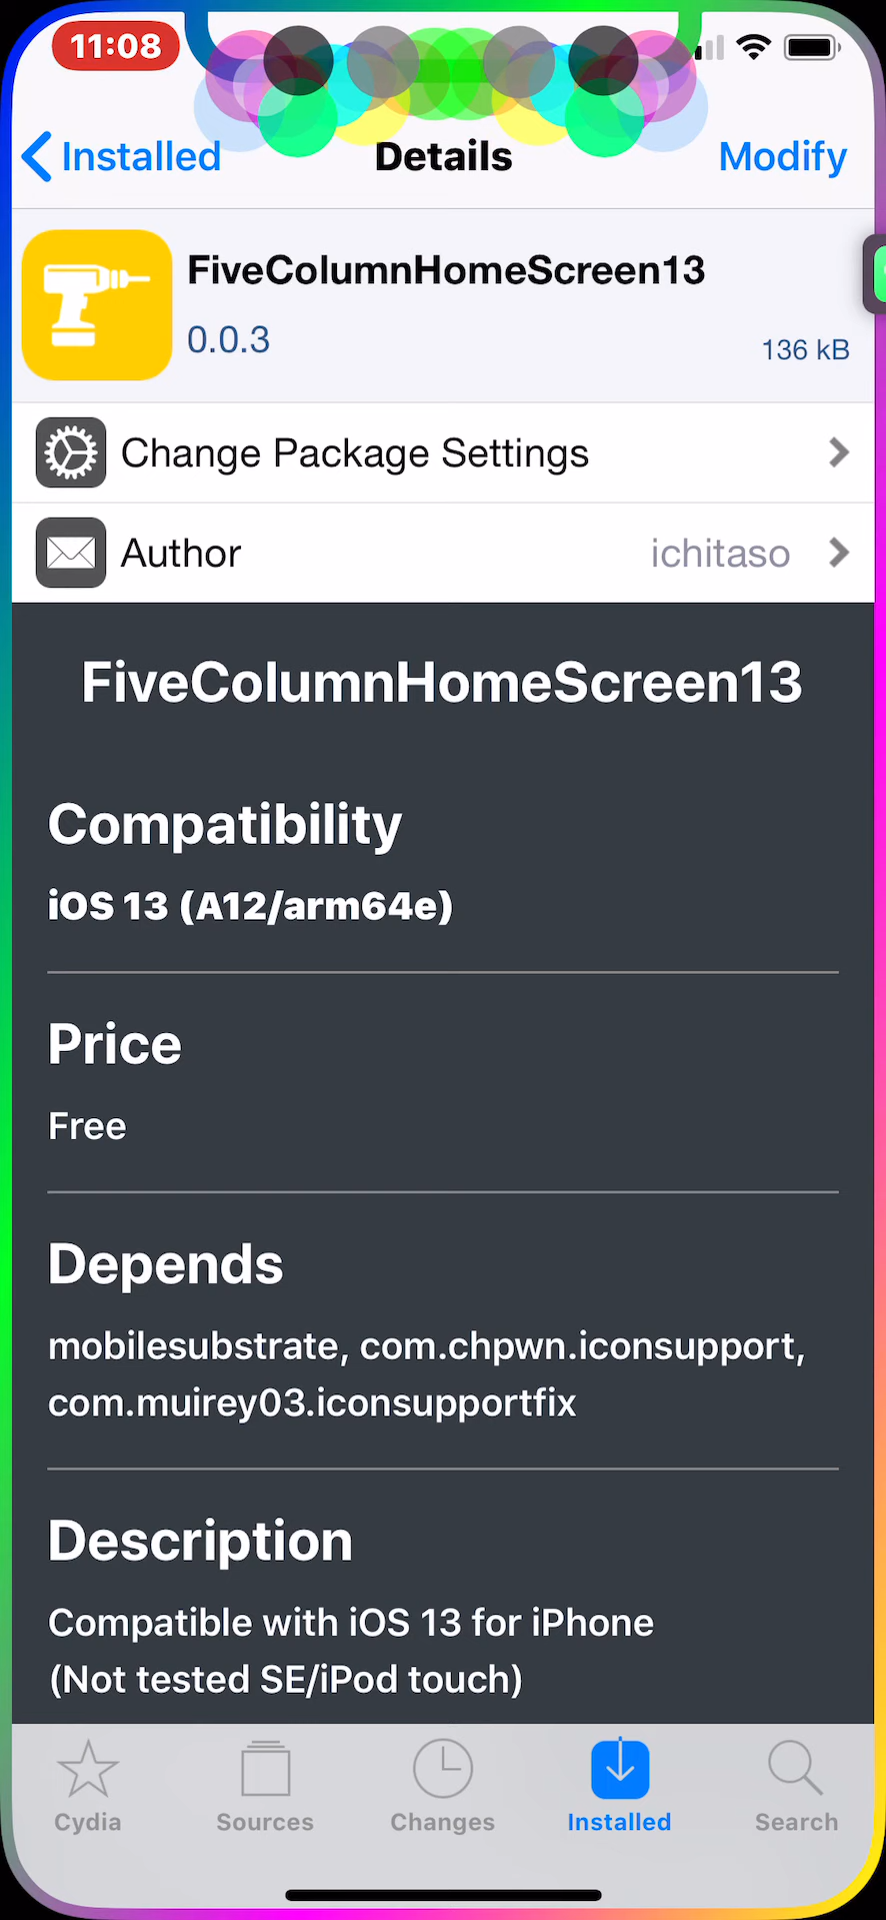 11:08
Installed
Details
Modify
FiveColumnHomeScreen13
0.0.3
136 kB
Change Package Settings
Author
ichitaso
FiveColumnHomeScreen13
Compatibility
iOS 13 (A12/arm64e)
Price
Free
Depends
mobilesubstrate, com.chpwn.iconsupport,
com.muirey03.iconsupportfix
Description
Compatible with iOS 13 for iPhone
(Not tested SE/iPod touch)
Cydia
Sources
Changes
Installed
Search